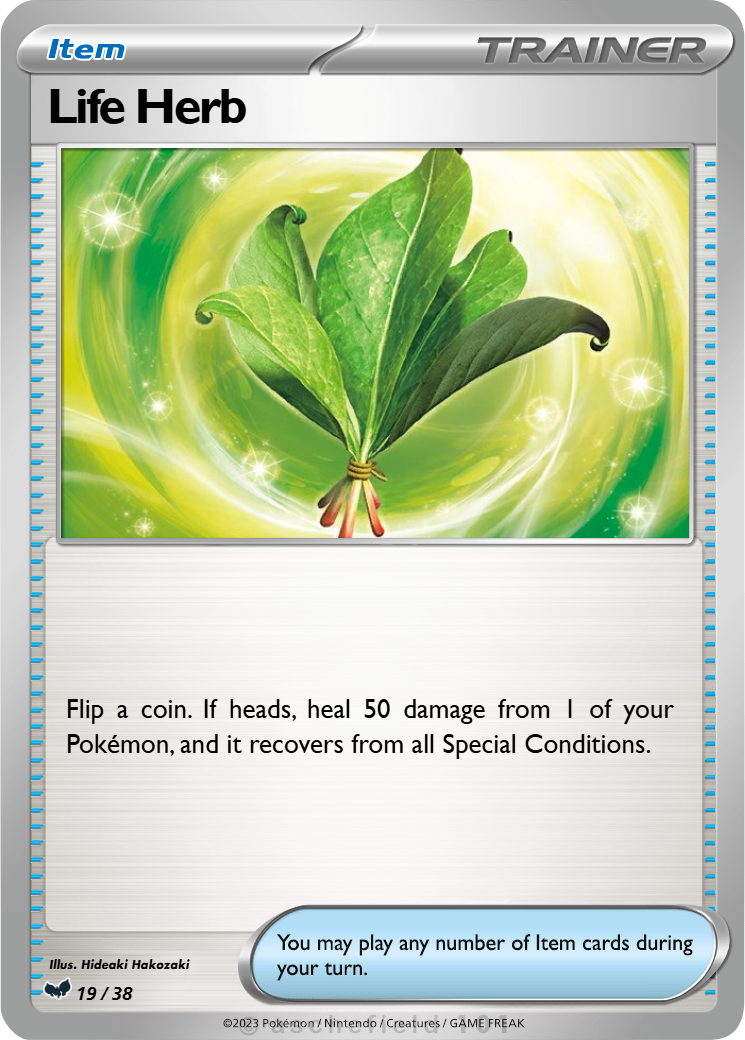 Item
TRAINER
Life Herb
Flip a coin. If heads, heal 50 damage from 1 of your
Pokémon, and it recovers from all Special Conditions.
You may play any number of Item cards during
your turn.
Illus. Hideaki Hakozaki
19 / 38
©2023 Pokémon / Nintendo / Creatures / GAME FREAK